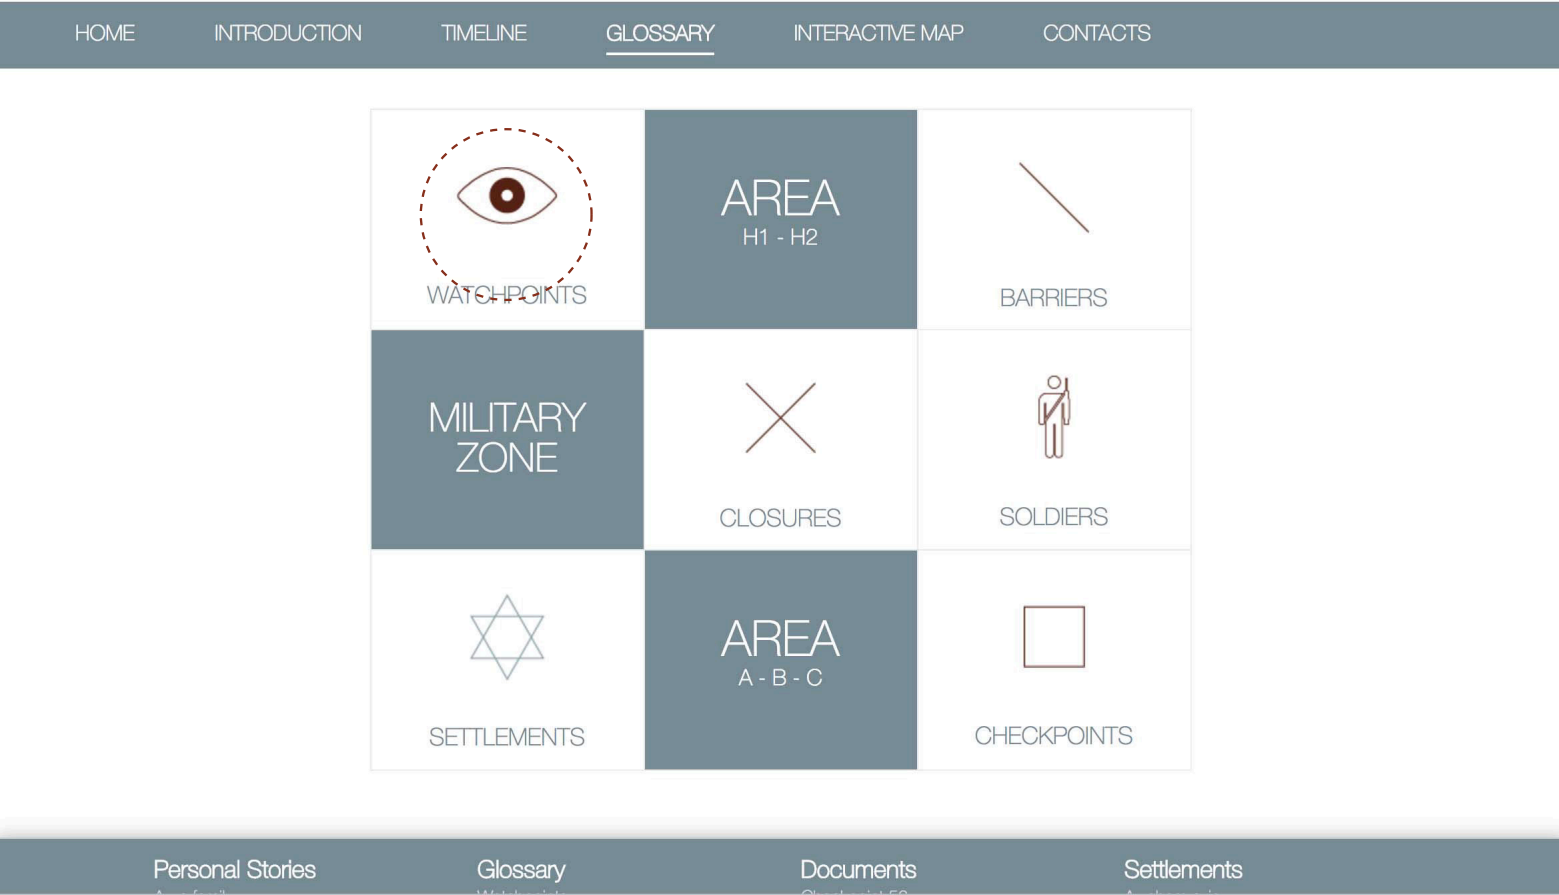 HOME INTRODUCTION TIMELINE GLOSSARY INTERACTIVE MAP CONTACTS
WATCHPOINTS
AREA
H1 - H2
BARRIERS
MILITARY
ZONE
CLOSURES
SOLDIERS
SETTLEMENTS
AREA
A - B - C
CHECKPOINTS
Personal Stories Glossary Documents Settlements